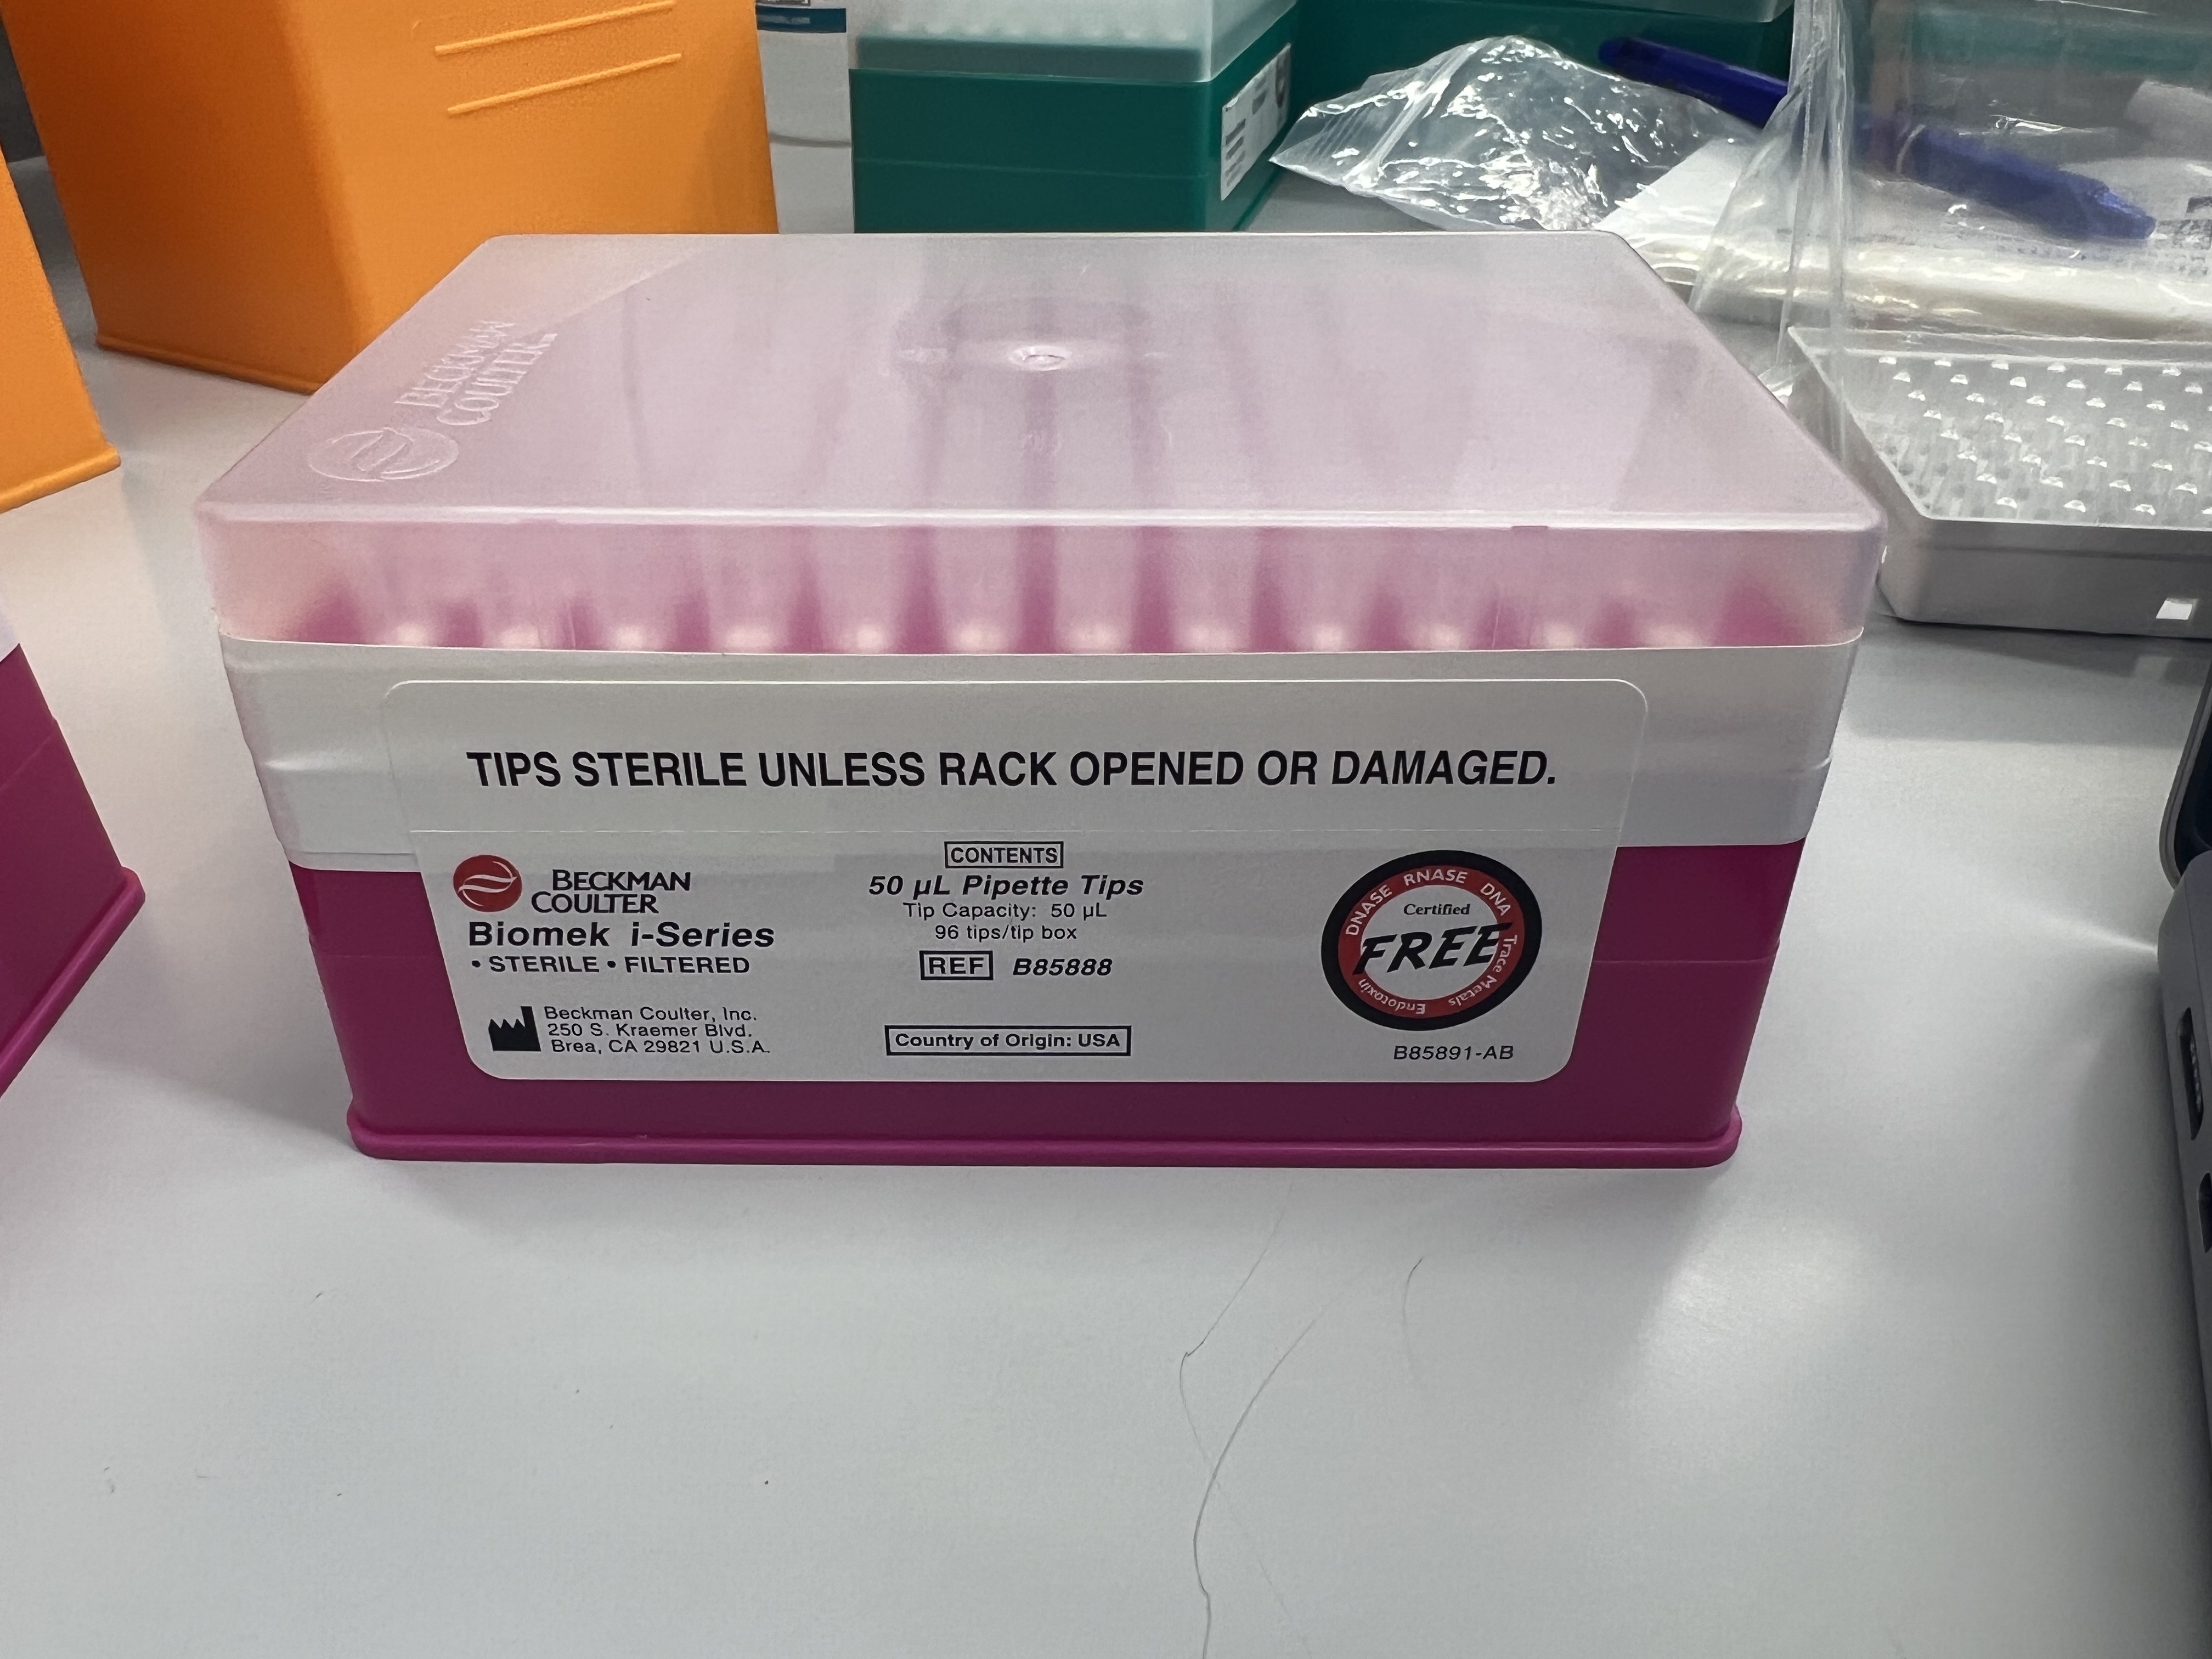 BECKMAN
COULTER
TIPS STERILE UNLESS RACK OPENED OR DAMAGED.
BECKMAN
COULTER
Biomek i-Series
• STERILE • FILTERED
Beckman Coulter, Inc.
250 S. Kraemer Blvd.
Brea, CA 29821 U.S.A.
CONTENTS
50 µL Pipette Tips
Tip Capacity: 50 µL
96 tips/tip box
REF B85888
Country of Origin: USA
DNASE RNASE DNA
Trace Metals
Endotoxin
Certified
FREE
B85891-AB